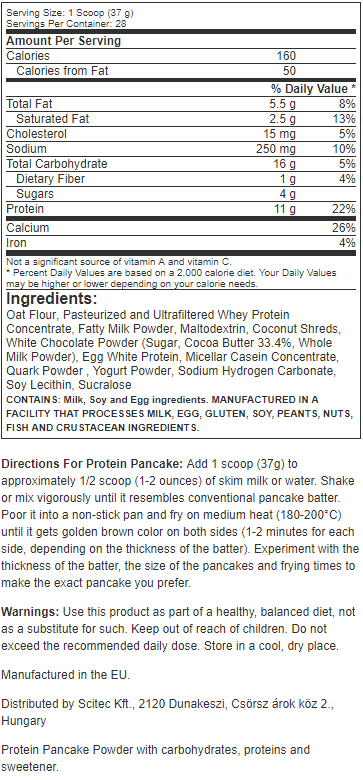 Serving Size: 1 Scoop (37 g)
Servings Per Container: 28
Amount Per Serving
Calories 160
Calories from Fat 50
% Daily Value *
Total Fat 5.5 g 8%
Saturated Fat 2.5 g 13%
Cholesterol 15 mg 5%
Sodium 250 mg 10%
Total Carbohydrate 16 g 5%
Dietary Fiber 1 g 4%
Sugars 4 g
Protein 11 g 22%
Calcium 26%
Iron 4%
Not a significant source of vitamin A and vitamin C.
* Percent Daily Values are based on a 2,000 calorie diet. Your Daily Values
may be higher or lower depending on your calorie needs.
Ingredients:
Oat Flour, Pasteurized and Ultrafiltered Whey Protein
Concentrate, Fatty Milk Powder, Maltodextrin, Coconut Shreds,
White Chocolate Powder (Sugar, Cocoa Butter 33.4%, Whole
Milk Powder), Egg White Protein, Micellar Casein Concentrate,
Quark Powder , Yogurt Powder, Sodium Hydrogen Carbonate,
Soy Lecithin, Sucralose
CONTAINS: Milk, Soy and Egg ingredients. MANUFACTURED IN A
FACILITY THAT PROCESSES MILK, EGG, GLUTEN, SOY, PEANTS, NUTS,
FISH AND CRUSTACEAN INGREDIENTS.
Directions For Protein Pancake: Add 1 scoop (37g) to
approximately 1/2 scoop (1-2 ounces) of skim milk or water. Shake
or mix vigorously until it resembles conventional pancake batter.
Poor it into a non-stick pan and fry on medium heat (180-200°C)
until it gets golden brown color on both sides (1-2 minutes for each
side, depending on the thickness of the batter). Experiment with the
thickness of the batter, the size of the pancakes and frying times to
make the exact pancake you prefer.
Warnings: Use this product as part of a healthy, balanced diet, not
as a substitute for such. Keep out of reach of children. Do not
exceed the recommended daily dose. Store in a cool, dry place.
Manufactured in the EU.
Distributed by Scitec Kft., 2120 Dunakeszi, Csörsz árok köz 2.,
Hungary
Protein Pancake Powder with carbohydrates, proteins and
sweetener.